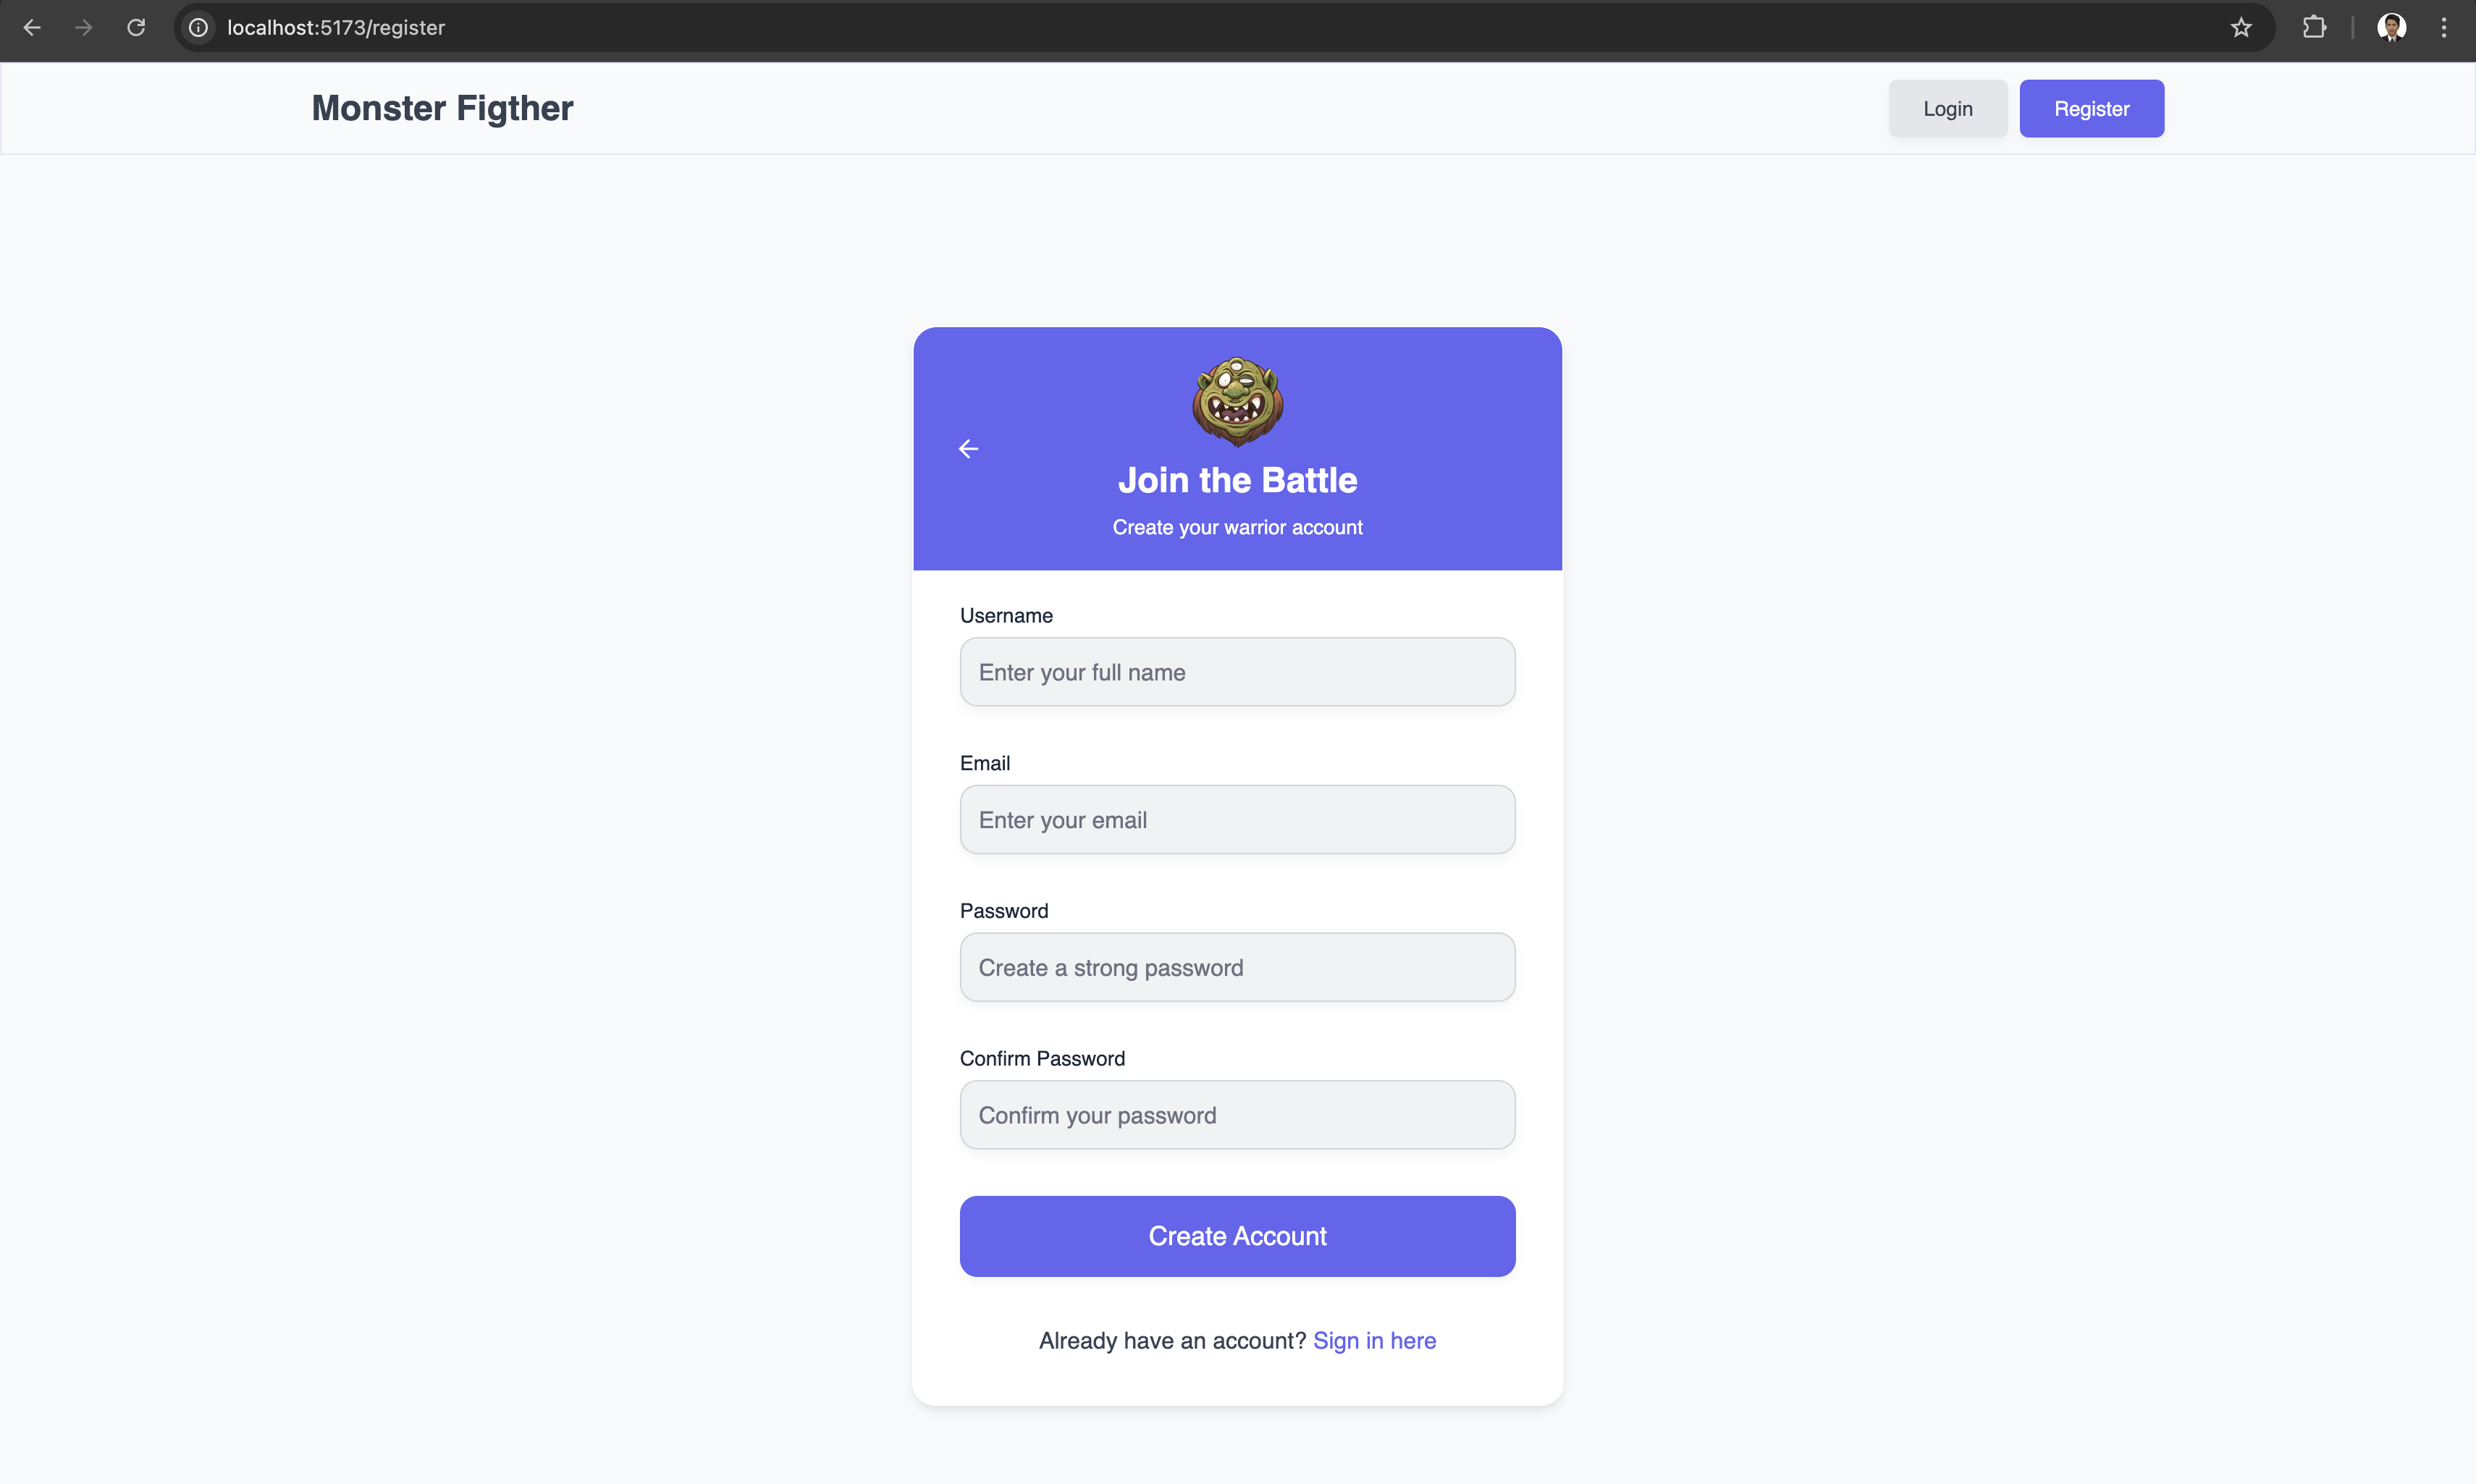 localhost:5173/register
Monster Figther
Login
Register
Join the Battle
Create your warrior account
Username
Enter your full name
Email
Enter your email
Password
Create a strong password
Confirm Password
Confirm your password
Create Account
Already have an account? Sign in here